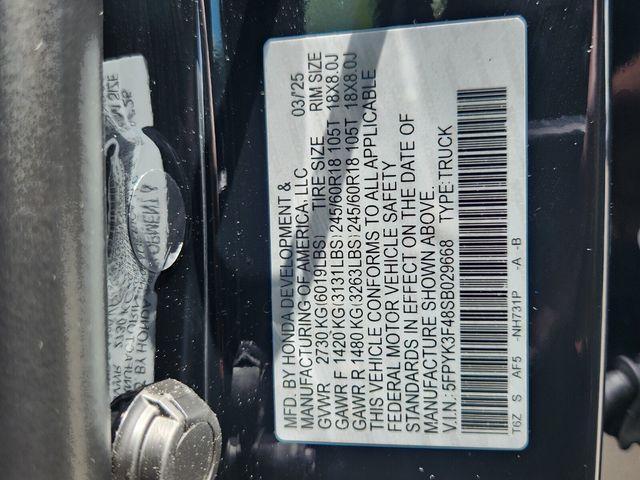 MFD. BY HONDA DEVELOPMENT &
MANUFACTURING OF AMERICA, LLC 03/25
GVWR 2730 KG(6019LBS) TIRE SIZE RIM SIZE
GAWR F 1420 KG(3131LBS) 245/60R18 105T 18X8.0J
GAWR R 1480 KG(3263LBS) 245/60R18 105T 18X8.0J
THIS VEHICLE CONFORMS TO ALL APPLICABLE
FEDERAL MOTOR VEHICLE SAFETY
STANDARDS IN EFFECT ON THE DATE OF
MANUFACTURE SHOWN ABOVE.
V.I.N.: 5FPYK3F48SB029668 TYPE: TRUCK
T6Z S AF5 -NH731P -A -B